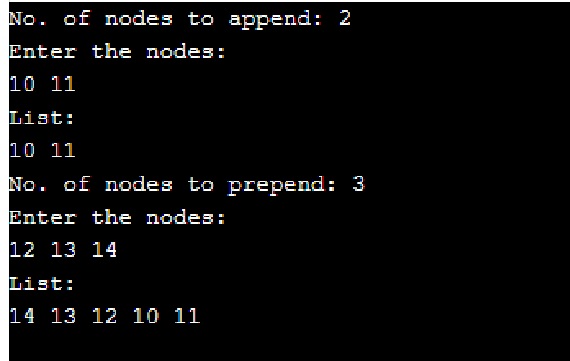 No. of nodes to append: 2
Enter the nodes:
10 11
List:
10 11
No. of nodes to prepend: 3
Enter the nodes:
12 13 14
List:
14 13 12 10 11